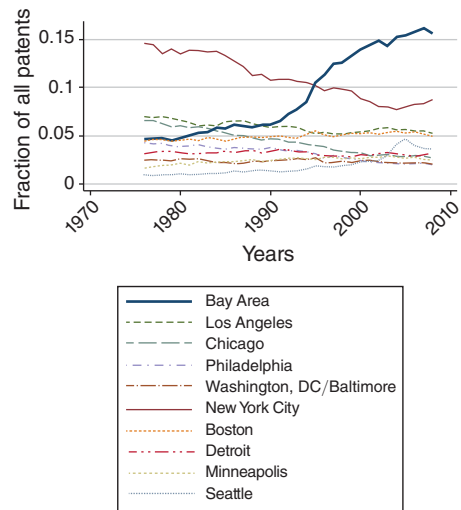 Fraction of all patents
0.15
0.1
0.05
0
1970
1980
1990
2000
2010
Years
Bay Area
Los Angeles
Chicago
Philadelphia
Washington, DC/Baltimore
New York City
Boston
Detroit
Minneapolis
Seattle